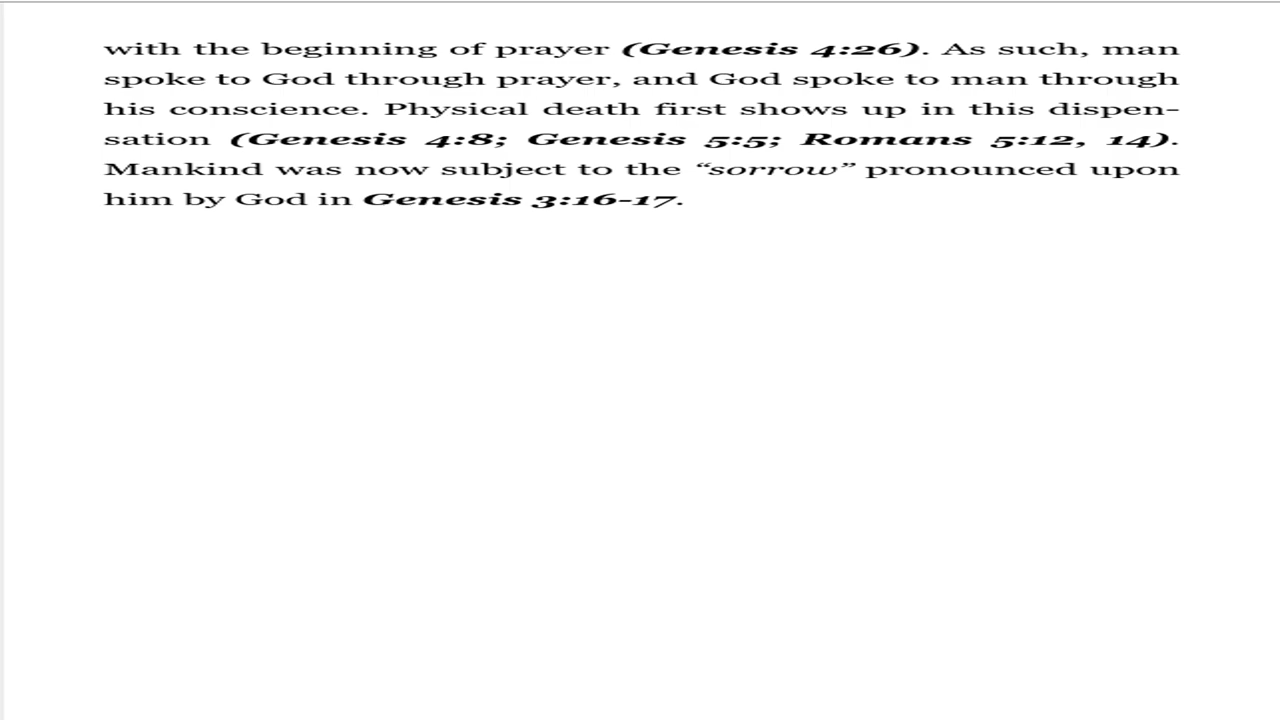 with the beginning of prayer (Genesis 4:26). As such, man
spoke to God through prayer, and God spoke to man through
his conscience. Physical death first shows up in this dispen-
sation (Genesis 4:8; Genesis 5:5; Romans 5:12, 14).
Mankind was now subject to the “sorrow” pronounced upon
him by God in Genesis 3:16-17.